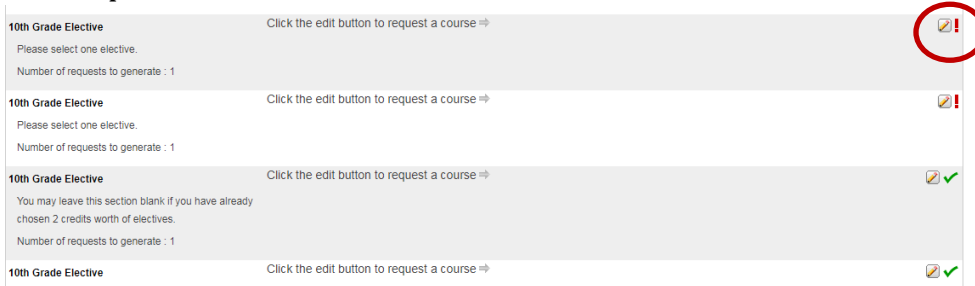 10th Grade Elective Click the edit button to request a course
Please select one elective.
Number of requests to generate : 1
10th Grade Elective Click the edit button to request a course
Please select one elective.
Number of requests to generate : 1
10th Grade Elective Click the edit button to request a course
You may leave this section blank if you have already
chosen 2 credits worth of electives.
Number of requests to generate : 1
10th Grade Elective Click the edit button to request a course